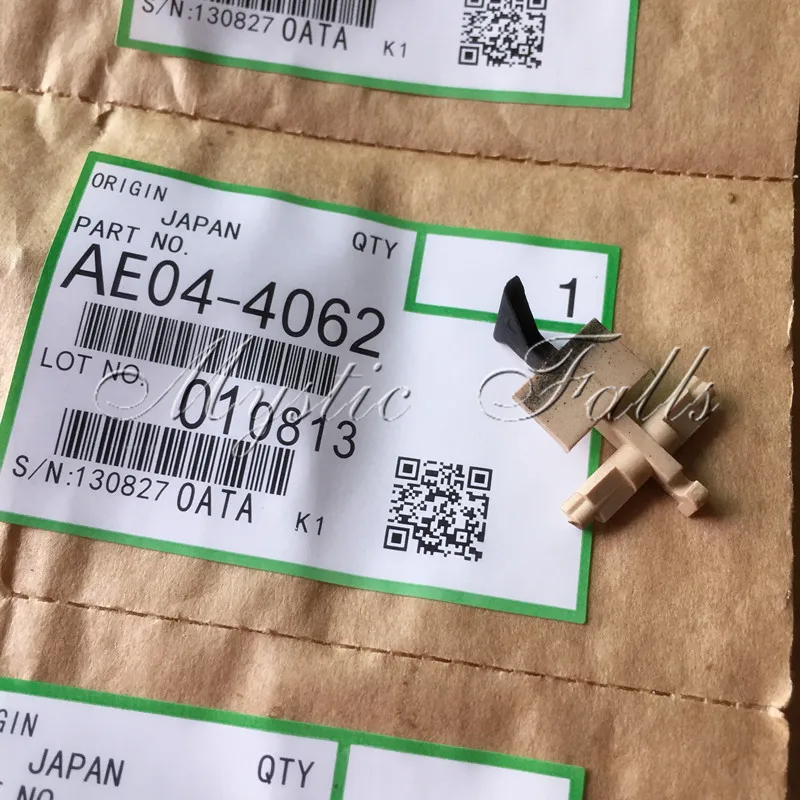 S/N:130827 0ATA K1
ORIGIN
JAPAN
QTY
1
PART NO.
AE04-4062
LOT NO.
010813
S/N:130827 0ATA K1
Mystic Falls
GIN
JAPAN
QTY
NO.